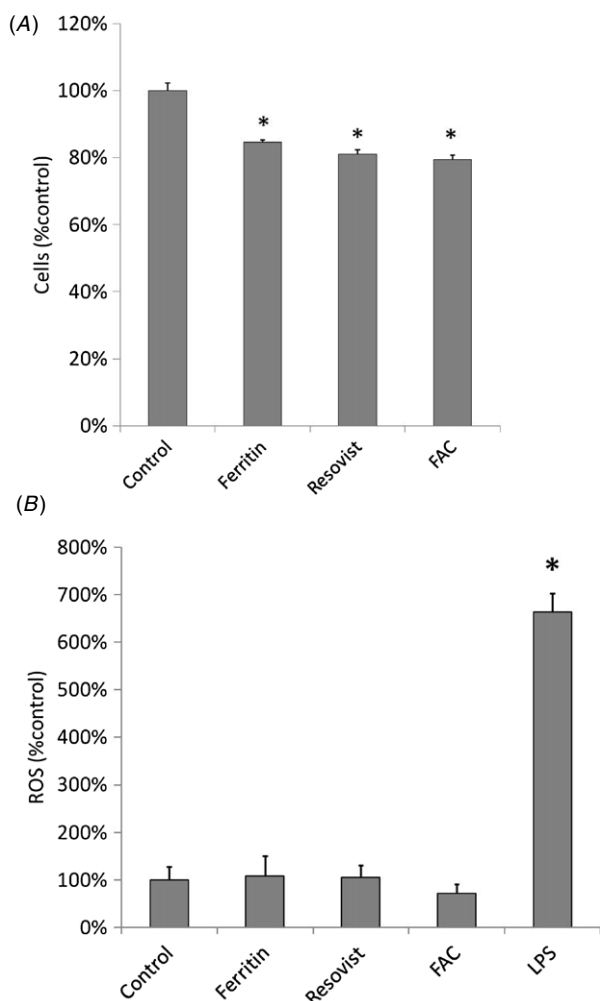 (A)
120%
100%
80%
60%
40%
20%
0%
Cells (%control)
* * *
Control Ferritin Resovist FAC
(B)
800%
700%
600%
500%
400%
300%
200%
100%
0%
ROS (%control)
*
Control Ferritin Resovist FAC LPS